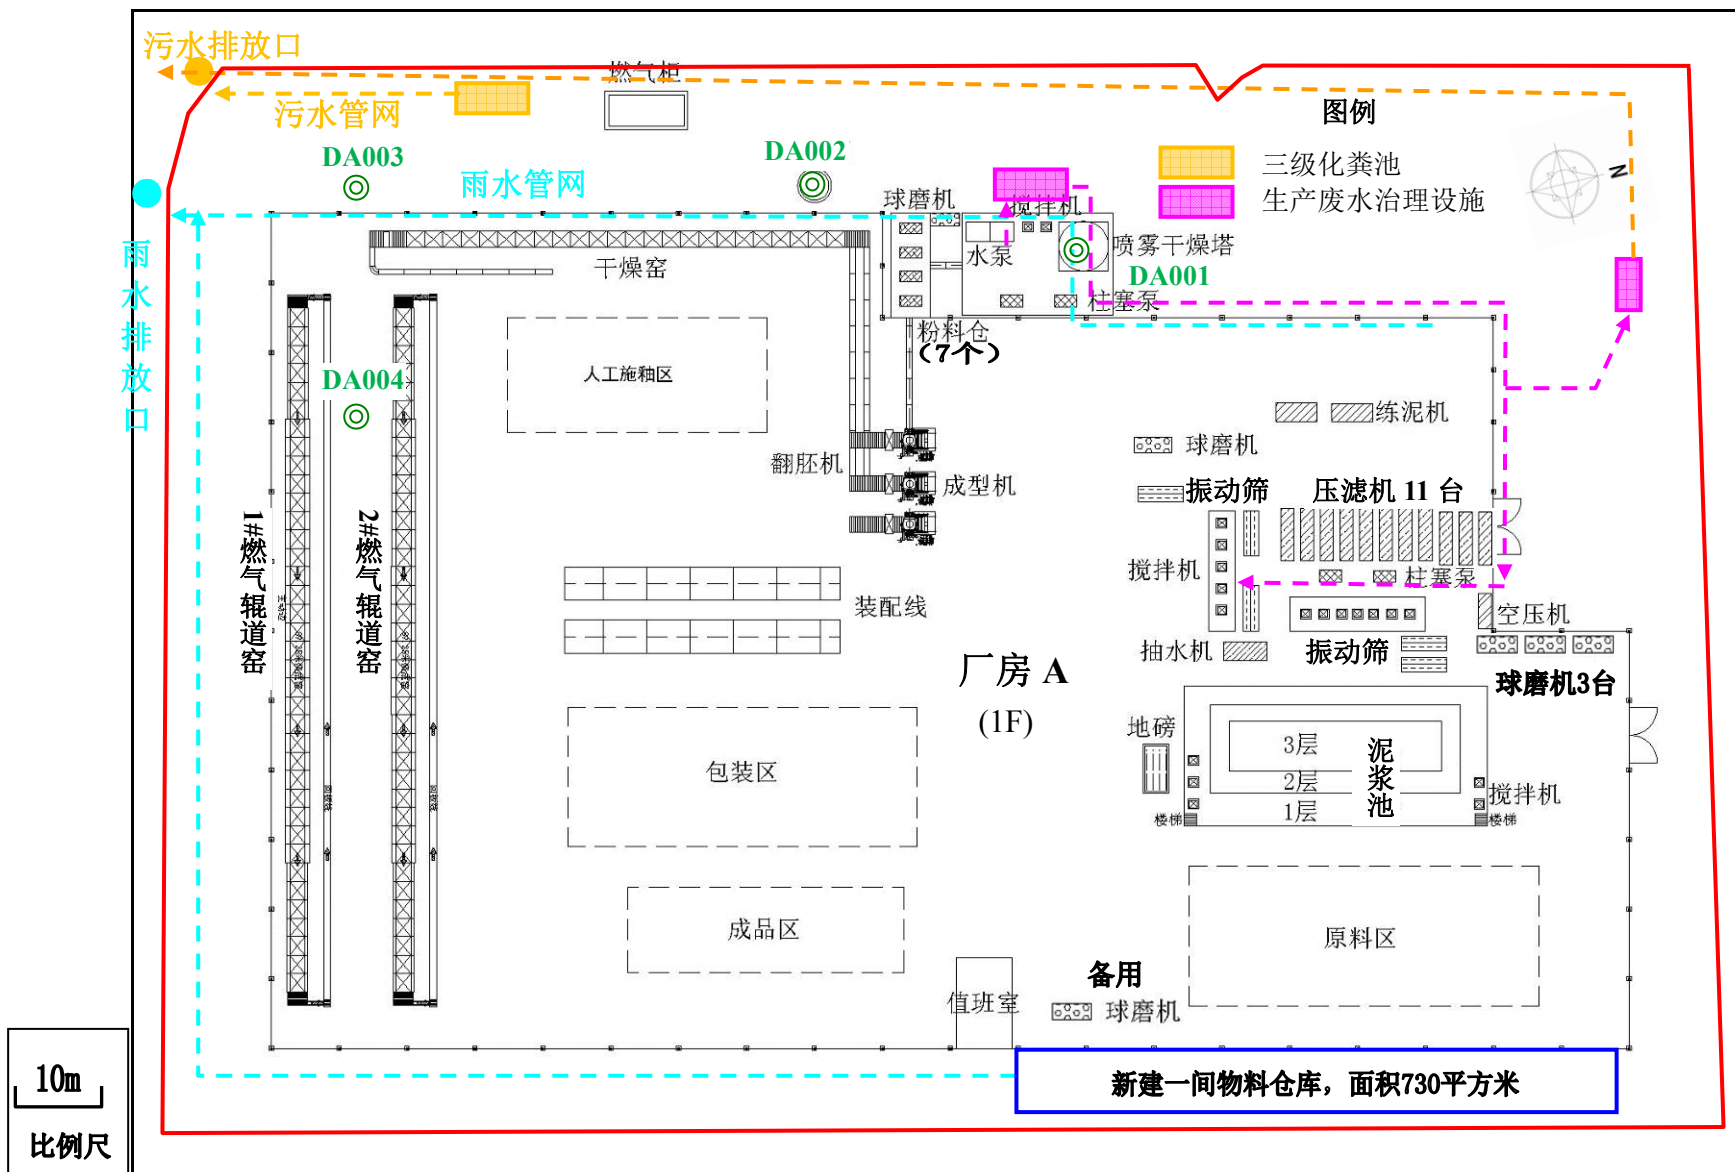 污水排放口
燃气柜
污水管网
图例
DA003
DA002
三级化粪池
雨水管网
球磨机
搅拌机
生产废水治理设施
N
雨水排放口
干燥窑
水泵
喷雾干燥塔
DA001
柱塞泵
粉料仓
(7个)
人工施釉区
DA004
练泥机
球磨机
翻胚机
成型机
振动筛
压滤机 11 台
1#燃气辊道窑
2#燃气辊道窑
搅拌机
柱塞泵
装配线
空压机
抽水机
振动筛
厂房 A
(1F)
球磨机3台
地磅
3层
2层
1层
泥浆池
搅拌机
楼梯
楼梯
包装区
成品区
原料区
备用
值班室
球磨机
10m
比例尺
新建一间物料仓库，面积730平方米